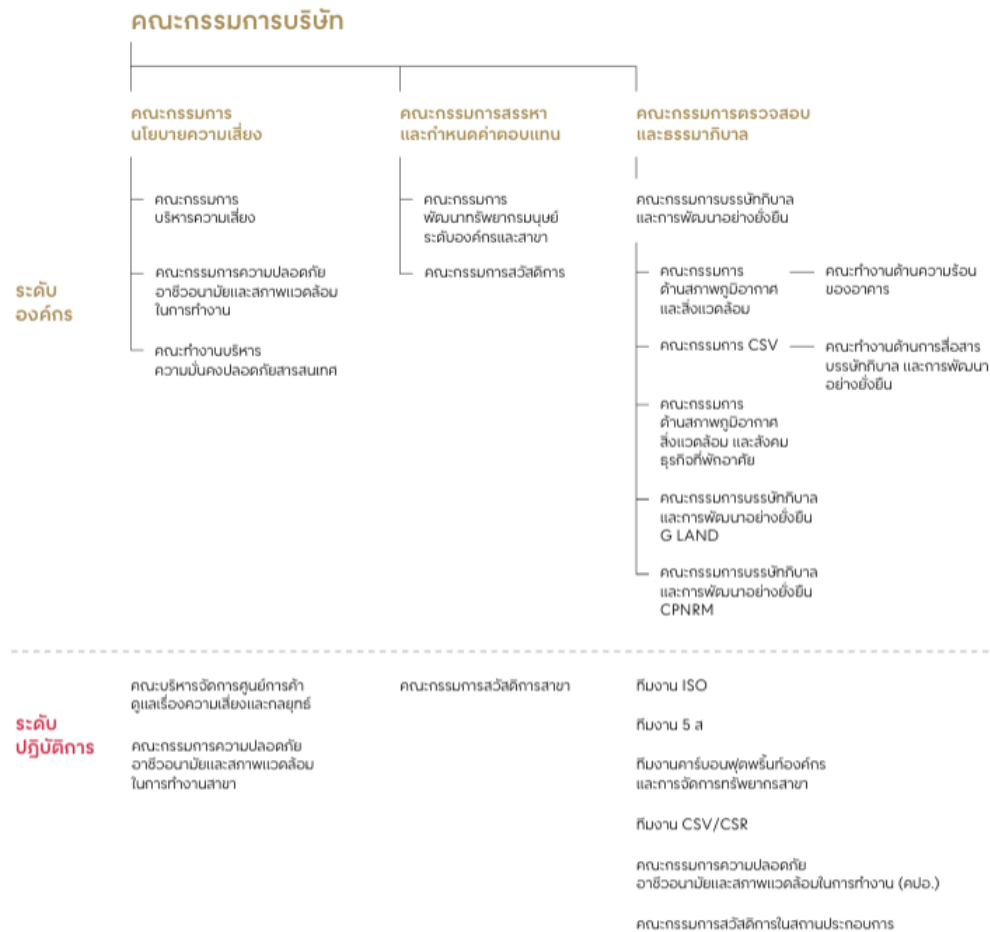 คณะกรรมการบริษัท
คณะกรรมการ
นโยบายความเสี่ยง
คณะกรรมการสรรหา
และกำหนดค่าตอบแทน
คณะกรรมการตรวจสอบ
และธรรมาภิบาล
ระดับ
องค์กร
คณะกรรมการ
บริหารความเสี่ยง
คณะกรรมการความปลอดภัย
อาชีวอนามัยและสภาพแวดล้อม
ในการทำงาน
คณะทำงานบริหาร
ความมั่นคงปลอดภัยสารสนเทศ
คณะกรรมการ
พัฒนาทรัพยากรมนุษย์
ระดับองค์กรและสาขา
คณะกรรมการสวัสดิการ
คณะกรรมการบรรษัทภิบาล
และการพัฒนาอย่างยั่งยืน
คณะกรรมการ
ด้านสภาพภูมิอากาศ
และสิ่งแวดล้อม
คณะทำงานด้านความร้อน
ของอาคาร
คณะกรรมการ CSV
คณะทำงานด้านการสื่อสาร
บรรษัทภิบาล และการพัฒนา
อย่างยั่งยืน
คณะกรรมการ
ด้านสภาพภูมิอากาศ
สิ่งแวดล้อม และสังคม
ธุรกิจที่พักอาศัย
คณะกรรมการบรรษัทภิบาล
และการพัฒนาอย่างยั่งยืน
G LAND
คณะกรรมการบรรษัทภิบาล
และการพัฒนาอย่างยั่งยืน
CPNRM
ระดับ
ปฏิบัติการ
คณะบริหารจัดการศูนย์การค้า
ดูแลเรื่องความเสี่ยงและกลยุทธ์
คณะกรรมการความปลอดภัย
อาชีวอนามัยและสภาพแวดล้อม
ในการทำงานสาขา
คณะกรรมการสวัสดิการสาขา
ทีมงาน ISO
ทีมงาน 5 ส
ทีมงานคาร์บอนฟุตพริ้นท์องค์กร
และการจัดการทรัพยากรสาขา
ทีมงาน CSV/CSR
คณะกรรมการความปลอดภัย
อาชีวอนามัยและสภาพแวดล้อมในการทำงาน (คปอ.)
คณะกรรมการสวัสดิการในสถานประกอบการ